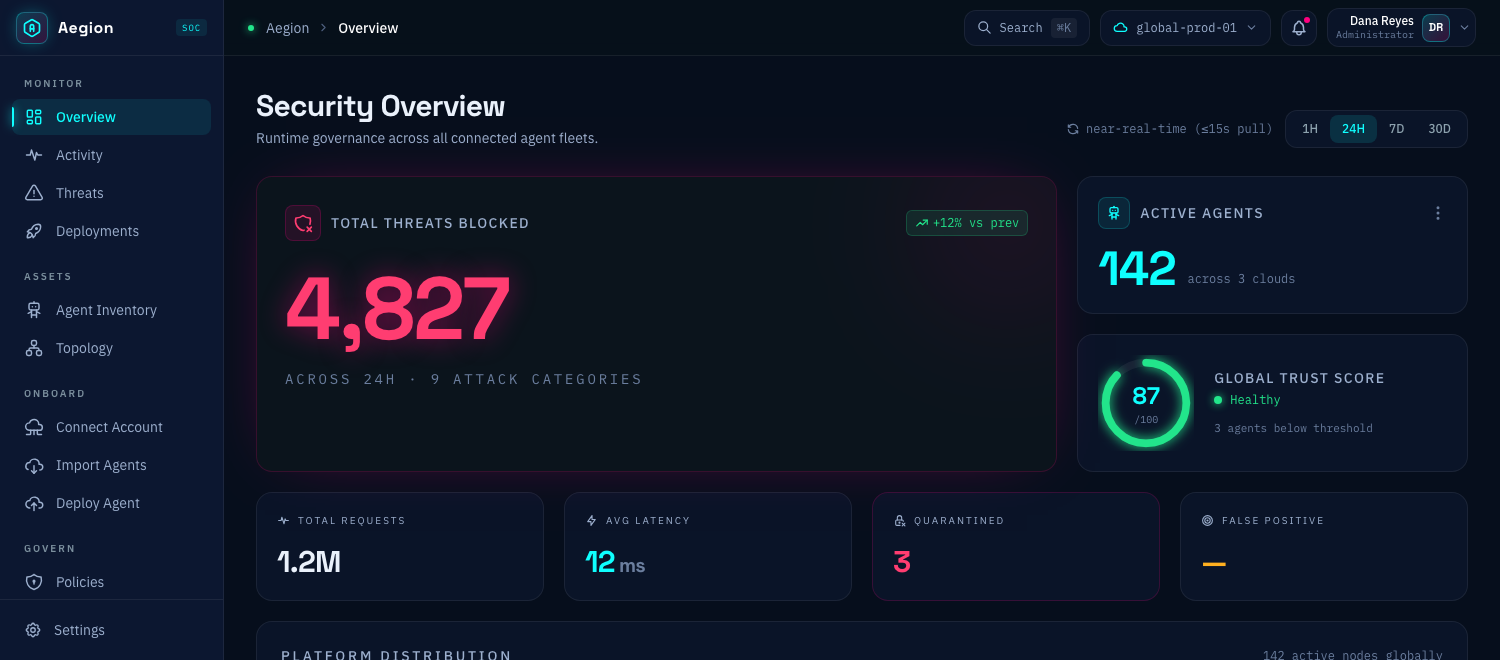 Aegion
SOC
MONITOR
Overview
Activity
Threats
Deployments
ASSETS
Agent Inventory
Topology
ONBOARD
Connect Account
Import Agents
Deploy Agent
GOVERN
Policies
Settings
Aegion > Overview
Search ⌘K
global-prod-01
Dana Reyes
Administrator
DR
Security Overview
Runtime governance across all connected agent fleets.
near-real-time (≤15s pull)
1H 24H 7D 30D
TOTAL THREATS BLOCKED
+12% vs prev
4,827
ACROSS 24H · 9 ATTACK CATEGORIES
ACTIVE AGENTS
142 across 3 clouds
87
/100
GLOBAL TRUST SCORE
Healthy
3 agents below threshold
TOTAL REQUESTS
1.2M
AVG LATENCY
12 ms
QUARANTINED
3
FALSE POSITIVE
—
PLATFORM DISTRIBUTION
142 active nodes globally